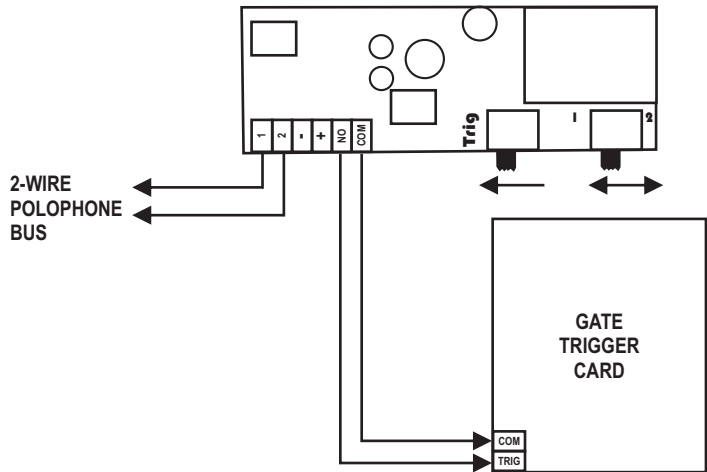 1
2
-
+
NO
COM
Trig
1
2
2-WIRE
POLOPHONE
BUS
GATE
TRIGGER
CARD
COM
TRIG